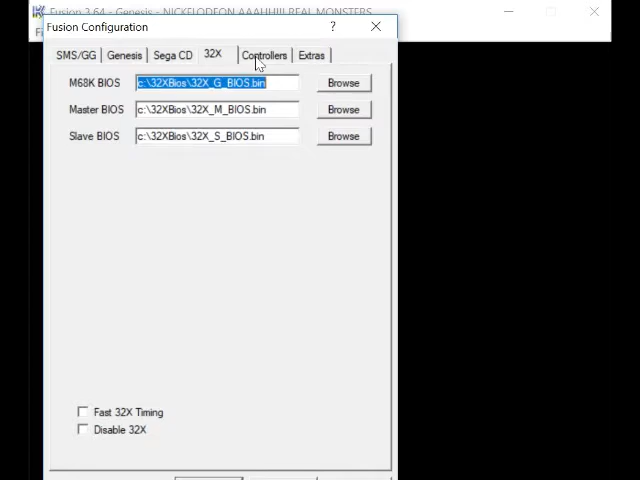 Fusion 3.64 - Genesis - NICKELODEON AAAHH!!! REAL MONSTERS
Fusion Configuration
?
SMS/GG Genesis Sega CD 32X Controllers Extras
M68K BIOS c:\32XBios\32X_G_BIOS.bin Browse
Master BIOS c:\32XBios\32X_M_BIOS.bin Browse
Slave BIOS c:\32XBios\32X_S_BIOS.bin Browse
Fast 32X Timing
Disable 32X